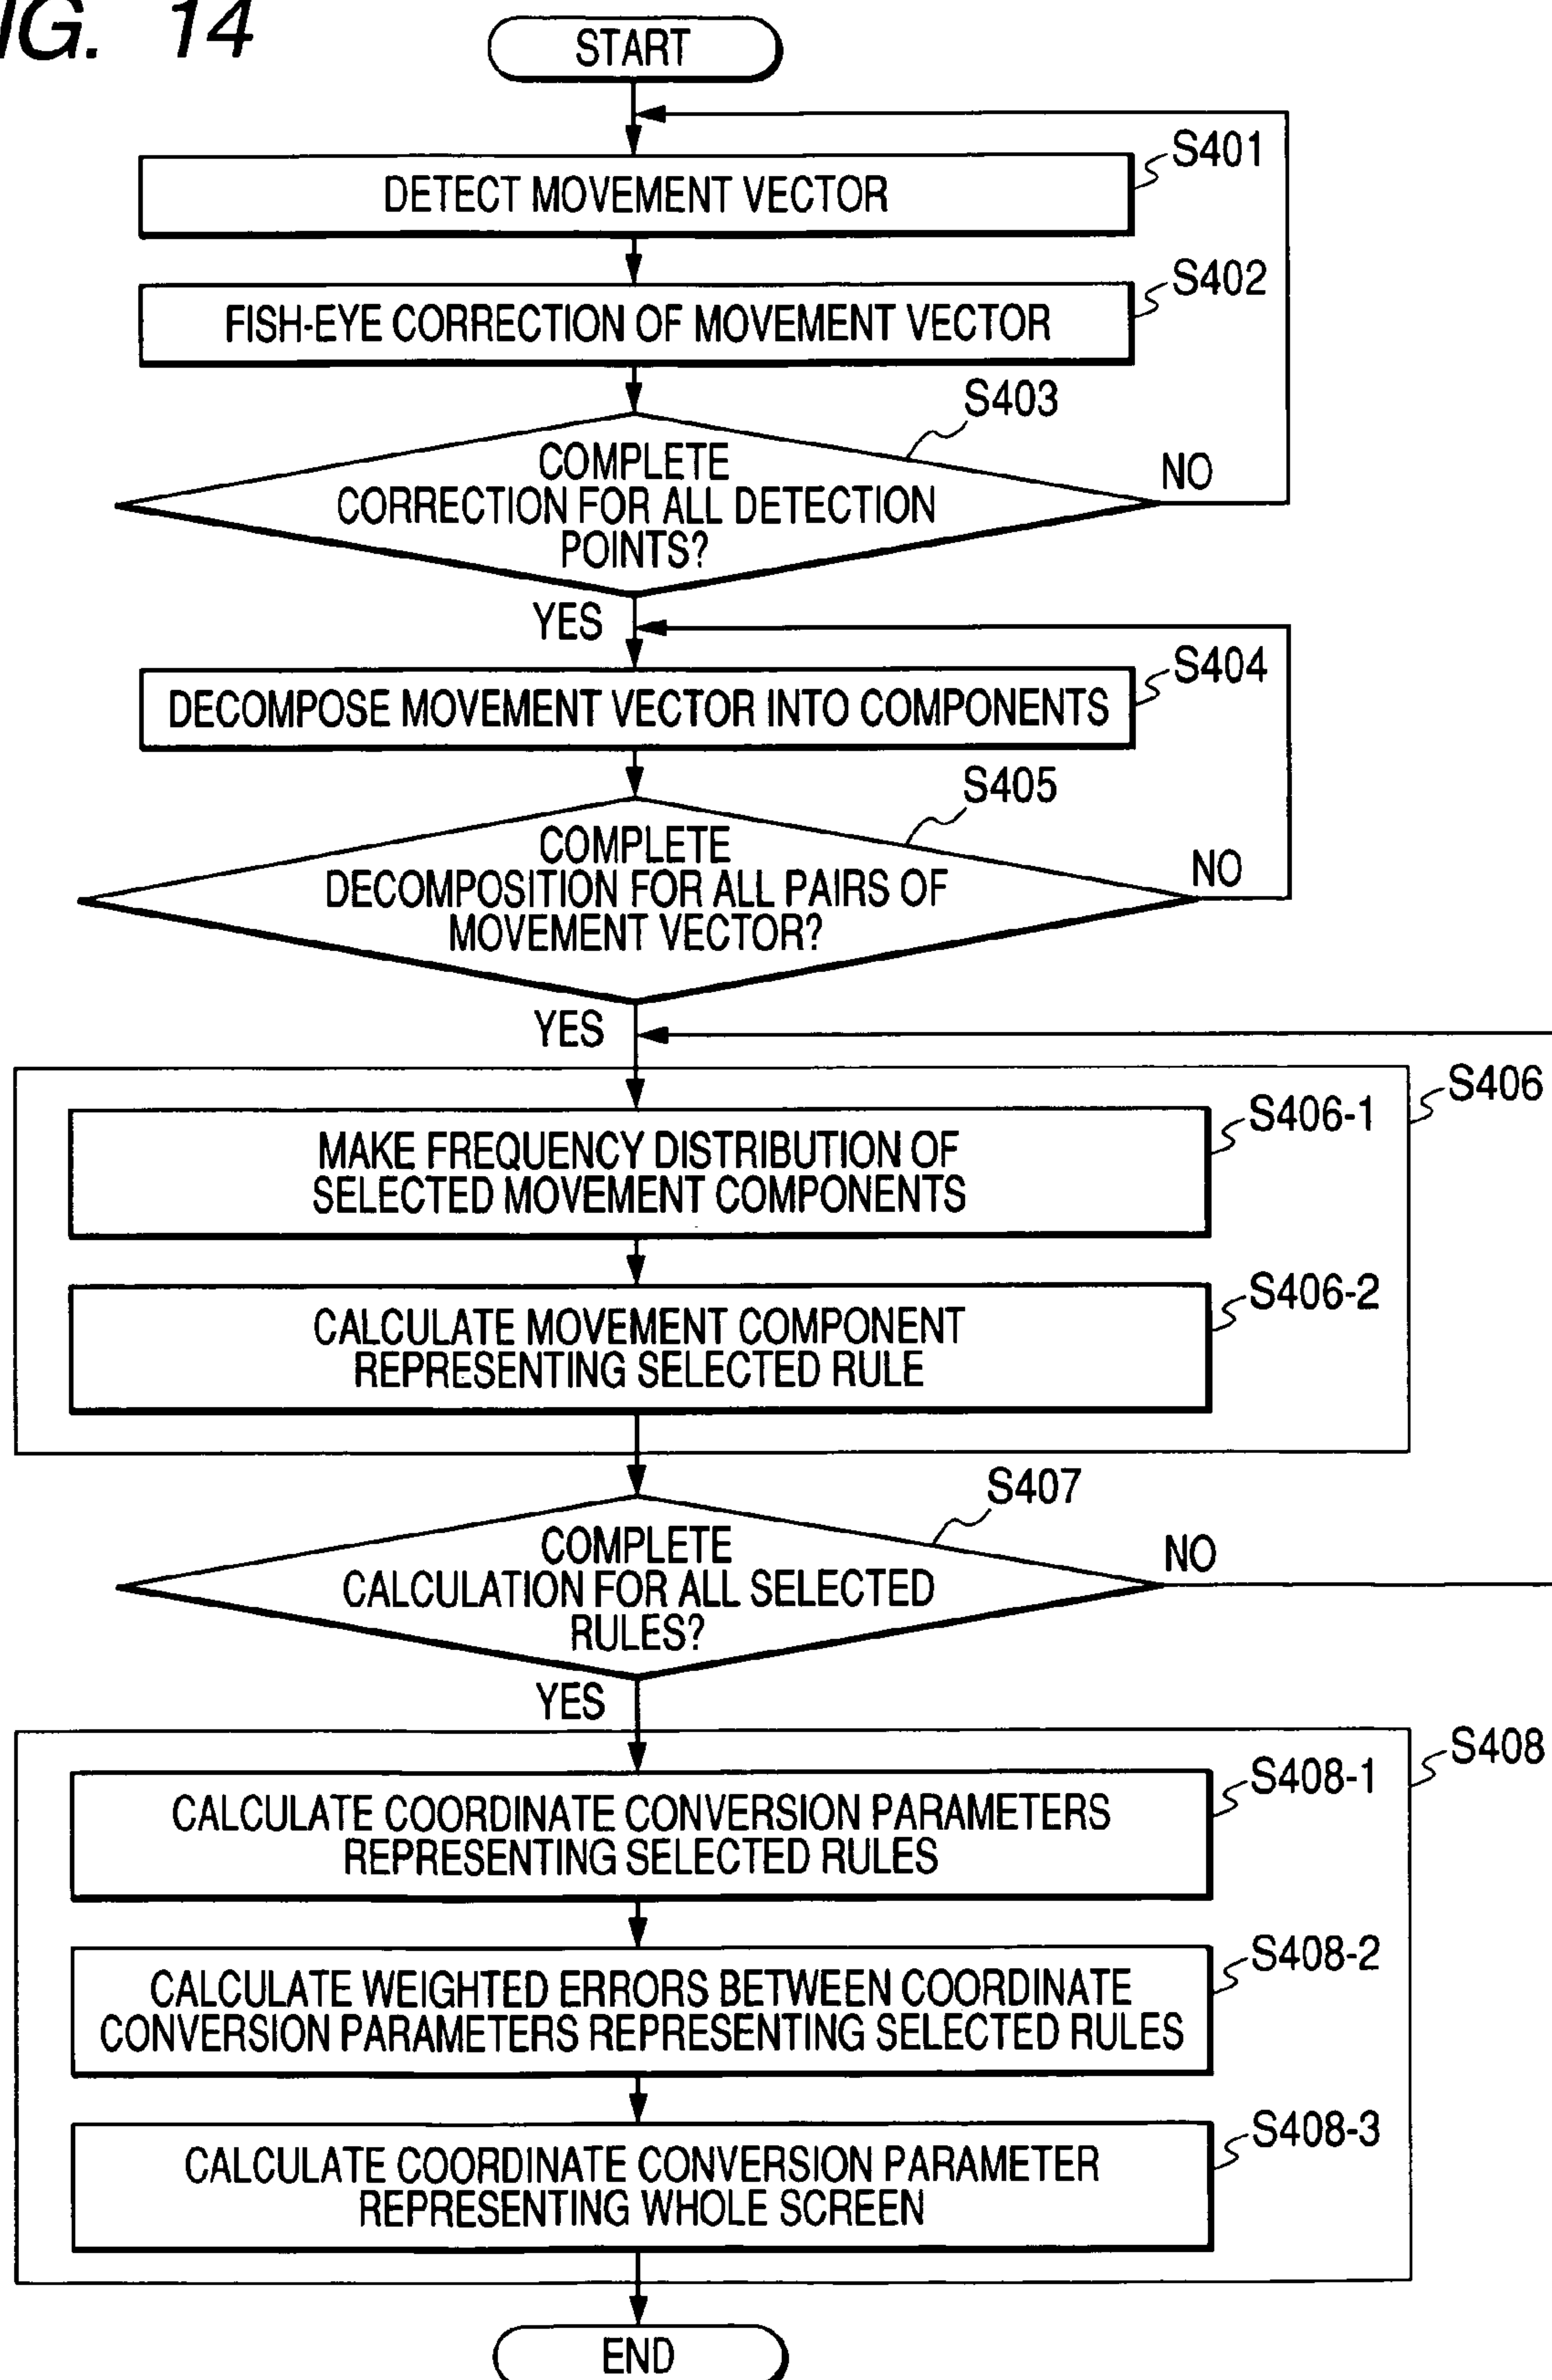 IG. 14
START
S401
DETECT MOVEMENT VECTOR
S402
FISH-EYE CORRECTION OF MOVEMENT VECTOR
S403
COMPLETE
CORRECTION FOR ALL DETECTION
POINTS?
NO
YES
S404
DECOMPOSE MOVEMENT VECTOR INTO COMPONENTS
S405
COMPLETE
DECOMPOSITION FOR ALL PAIRS OF
MOVEMENT VECTOR?
NO
YES
S406
S406-1
MAKE FREQUENCY DISTRIBUTION OF
SELECTED MOVEMENT COMPONENTS
S406-2
CALCULATE MOVEMENT COMPONENT
REPRESENTING SELECTED RULE
S407
COMPLETE
CALCULATION FOR ALL SELECTED
RULES?
NO
YES
S408
S408-1
CALCULATE COORDINATE CONVERSION PARAMETERS
REPRESENTING SELECTED RULES
S408-2
CALCULATE WEIGHTED ERRORS BETWEEN COORDINATE
CONVERSION PARAMETERS REPRESENTING SELECTED RULES
S408-3
CALCULATE COORDINATE CONVERSION PARAMETER
REPRESENTING WHOLE SCREEN
END